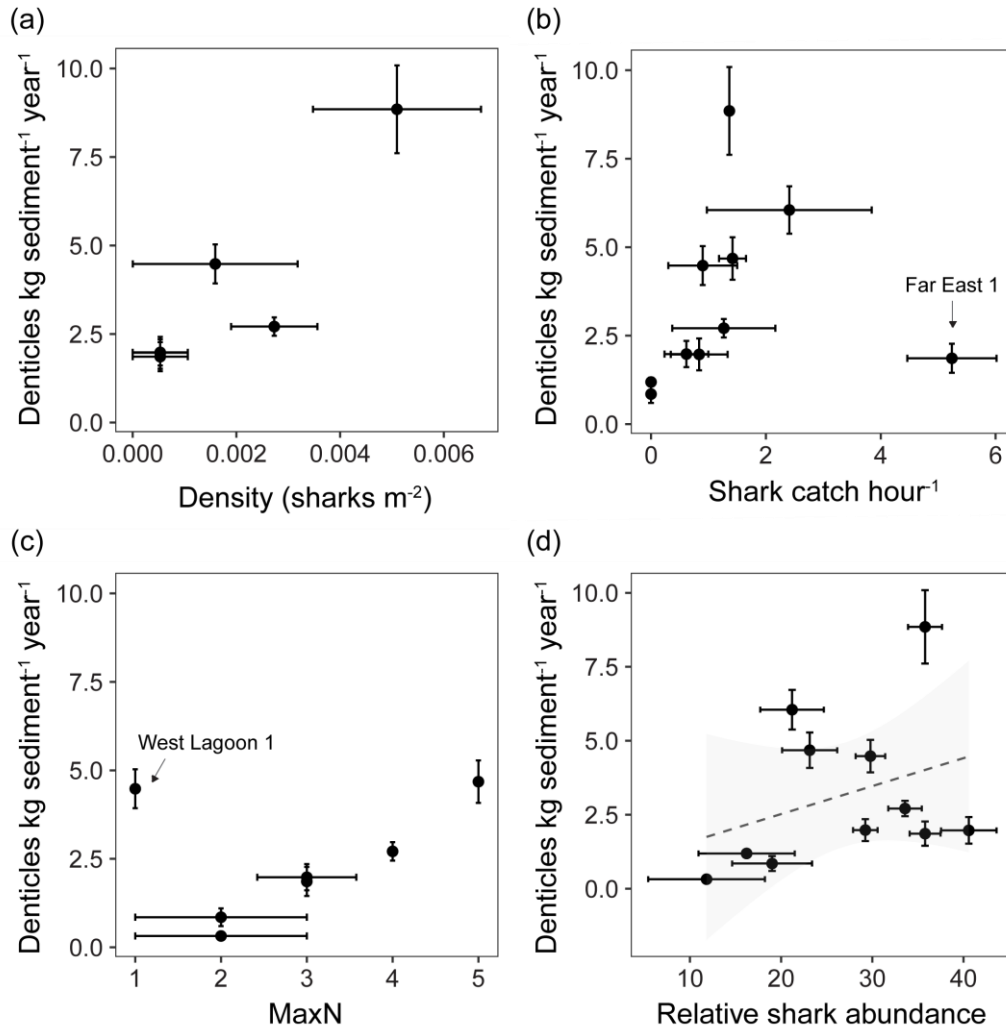 (a)
Denticles kg sediment⁻¹ year⁻¹
10.0
7.5
5.0
2.5
0.0
0.000 0.002 0.004 0.006
Density (sharks m⁻²)
(b)
Denticles kg sediment⁻¹ year⁻¹
10.0
7.5
5.0
2.5
0.0
Far East 1
0 2 4 6
Shark catch hour⁻¹
(c)
Denticles kg sediment⁻¹ year⁻¹
10.0
7.5
5.0
2.5
0.0
West Lagoon 1
1 2 3 4 5
MaxN
(d)
Denticles kg sediment⁻¹ year⁻¹
10.0
7.5
5.0
2.5
0.0
10 20 30 40
Relative shark abundance